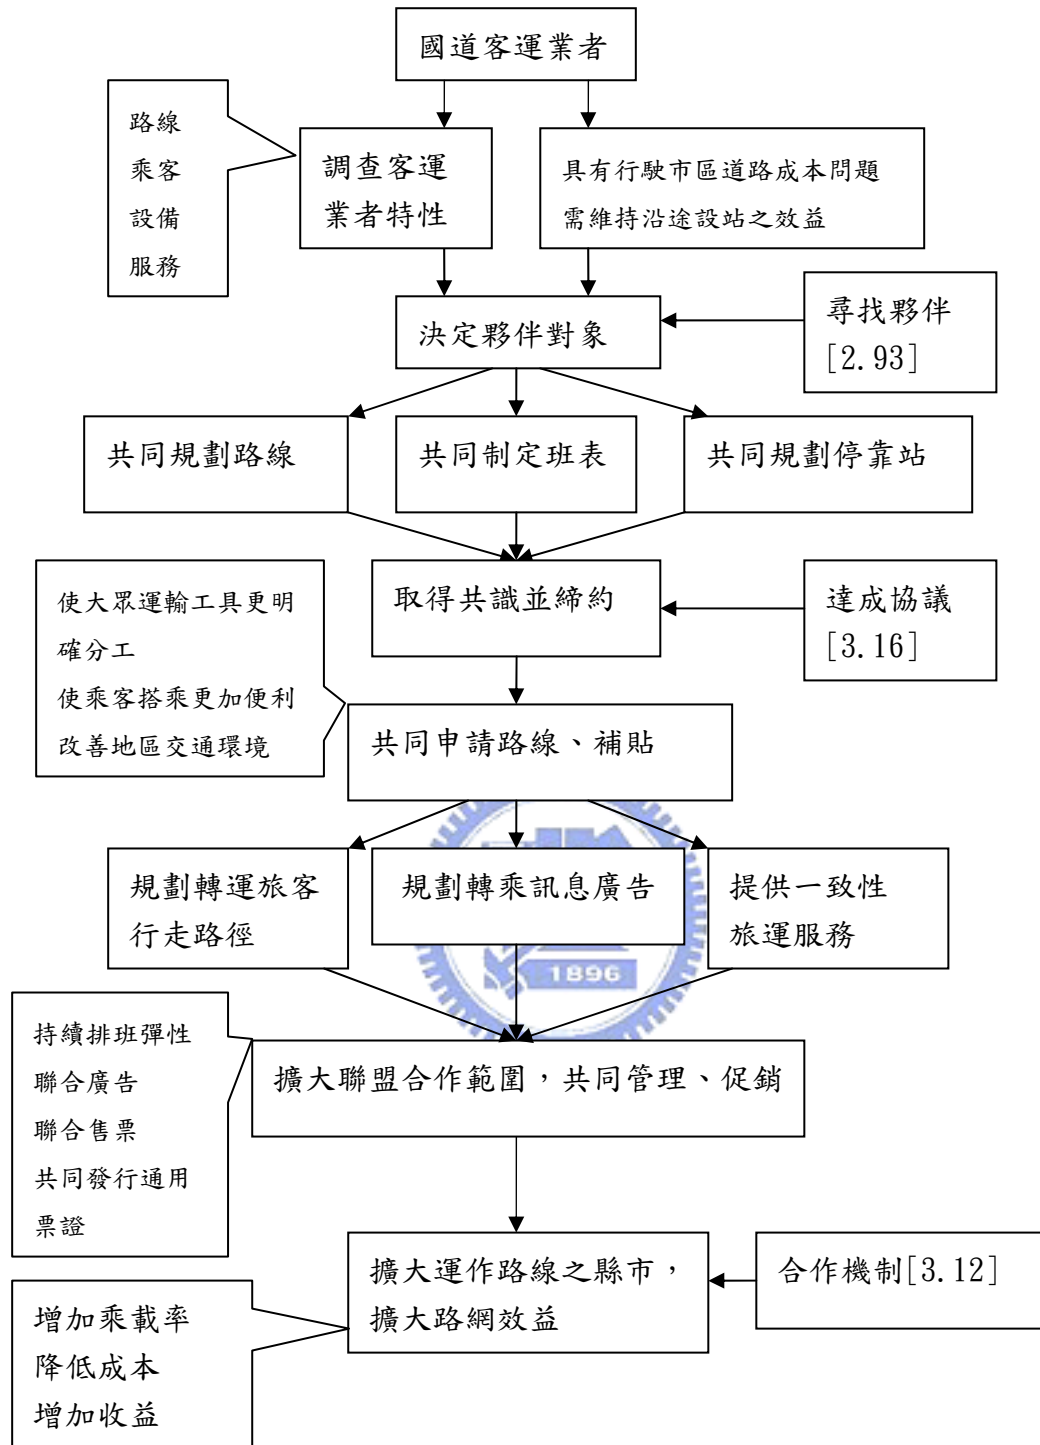 國道客運業者
路線
乘客
設備
服務
調查客運
業者特性
具有行駛市區道路成本問題
需維持沿途設站之效益
決定夥伴對象
尋找夥伴
[2.93]
共同規劃路線
共同制定班表
共同規劃停靠站
使大眾運輸工具更明
確分工
使乘客搭乘更加便利
改善地區交通環境
取得共識並締約
達成協議
[3.16]
共同申請路線、補貼
規劃轉運旅客
行走路徑
規劃轉乘訊息廣告
提供一致性
旅運服務
1896
持續排班彈性
聯合廣告
聯合售票
共同發行通用
票證
擴大聯盟合作範圍，共同管理、促銷
擴大運作路線之縣市，
擴大路網效益
合作機制[3.12]
增加乘載率
降低成本
增加收益